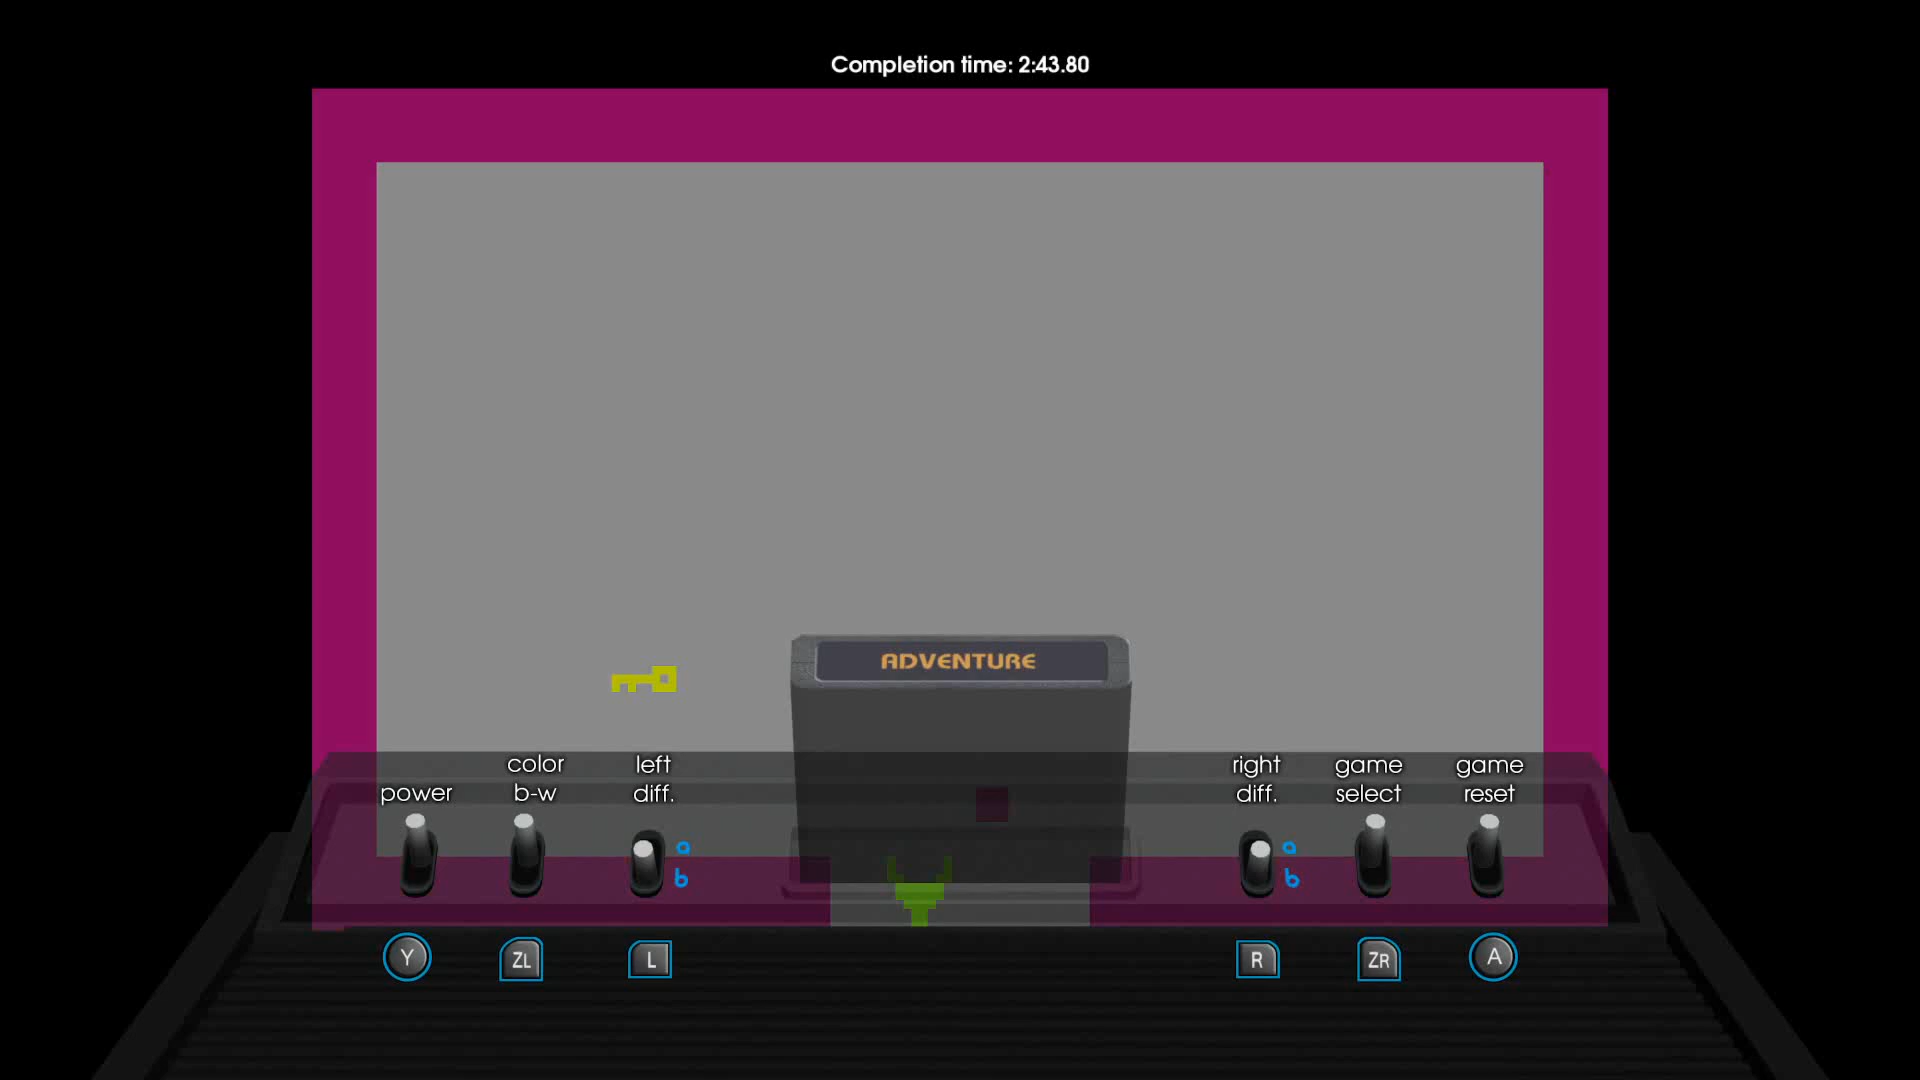 Completion time: 2:43.80
ADVENTURE
power
color
b-w
left
diff.
a
b
right
diff.
a
b
game
select
game
reset
Y
ZL
L
R
ZR
A